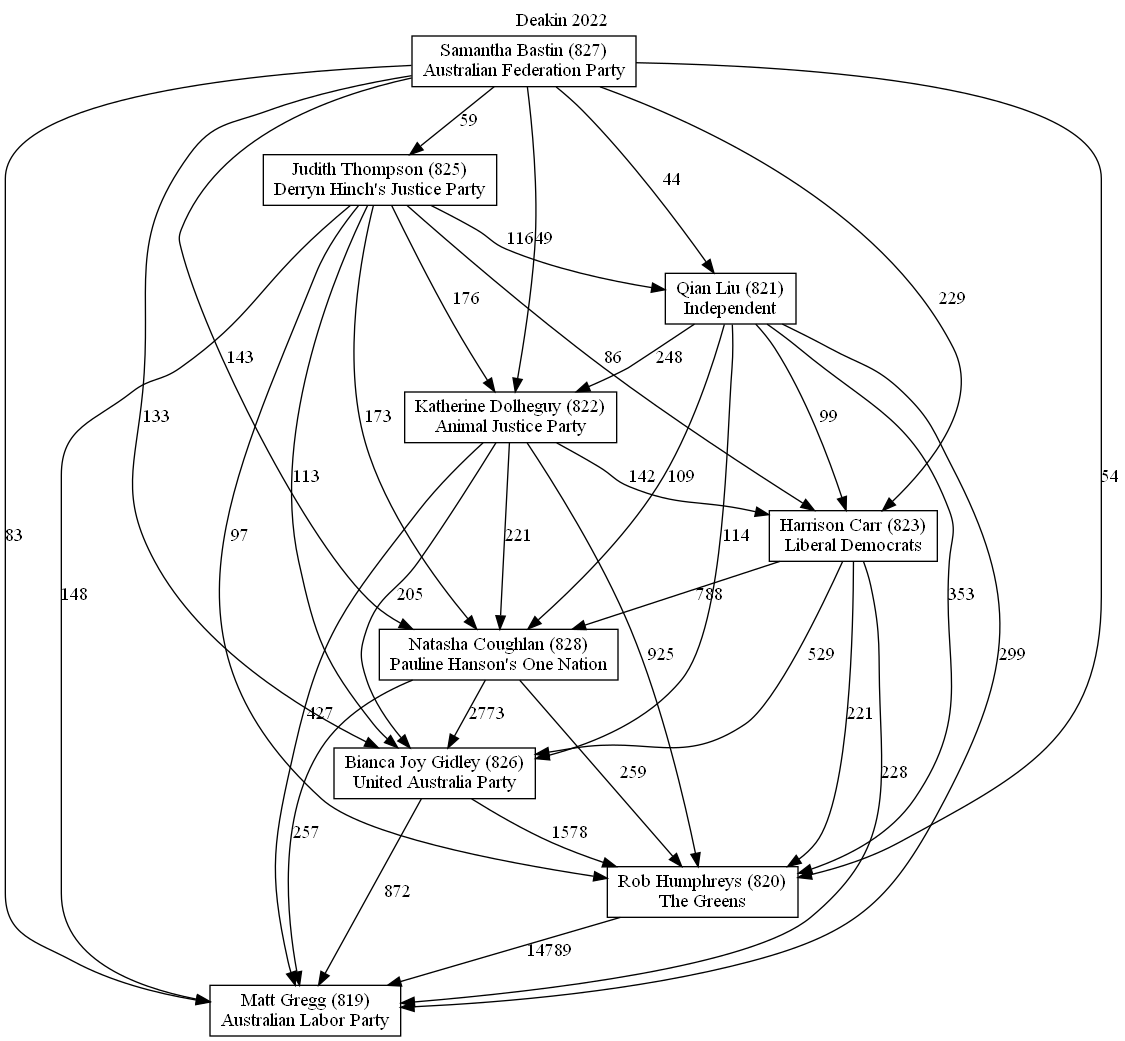 Deakin 2022
Samantha Bastin (827)
Australian Federation Party
59
Judith Thompson (825)
Derryn Hinch's Justice Party
44
116
49
Qian Liu (821)
Independent
176
229
143
86
248
133
173
Katherine Dolheguy (822)
Animal Justice Party
99
113
142
109
54
83
97
221
114
Harrison Carr (823)
Liberal Democrats
148
205
788
353
Natasha Coughlan (828)
Pauline Hanson's One Nation
925
529
299
427
2773
221
Bianca Joy Gidley (826)
United Australia Party
259
228
257
1578
872
Rob Humphreys (820)
The Greens
14789
Matt Gregg (819)
Australian Labor Party